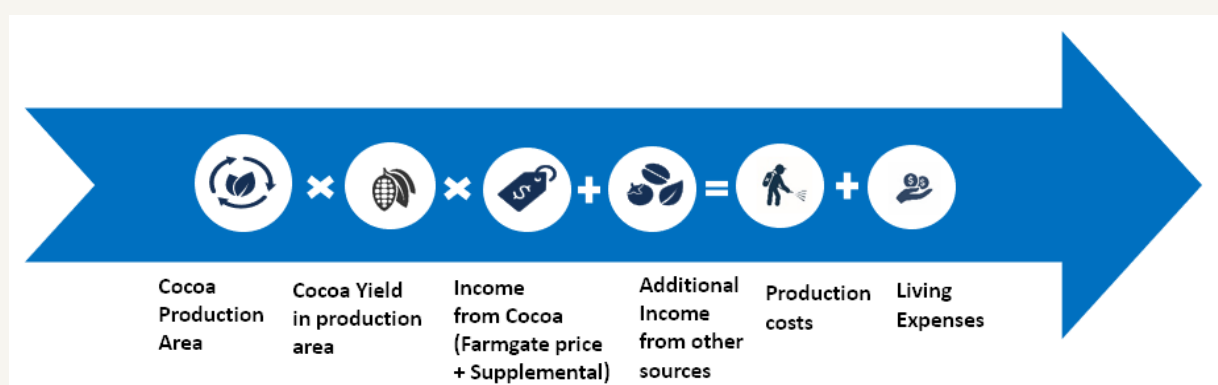 Cocoa
Production
Area
Cocoa Yield
in production
area
Income
from Cocoa
(Farmgate price
+ Supplemental)
Additional
Income
from other
sources
Production
costs
Living
Expenses